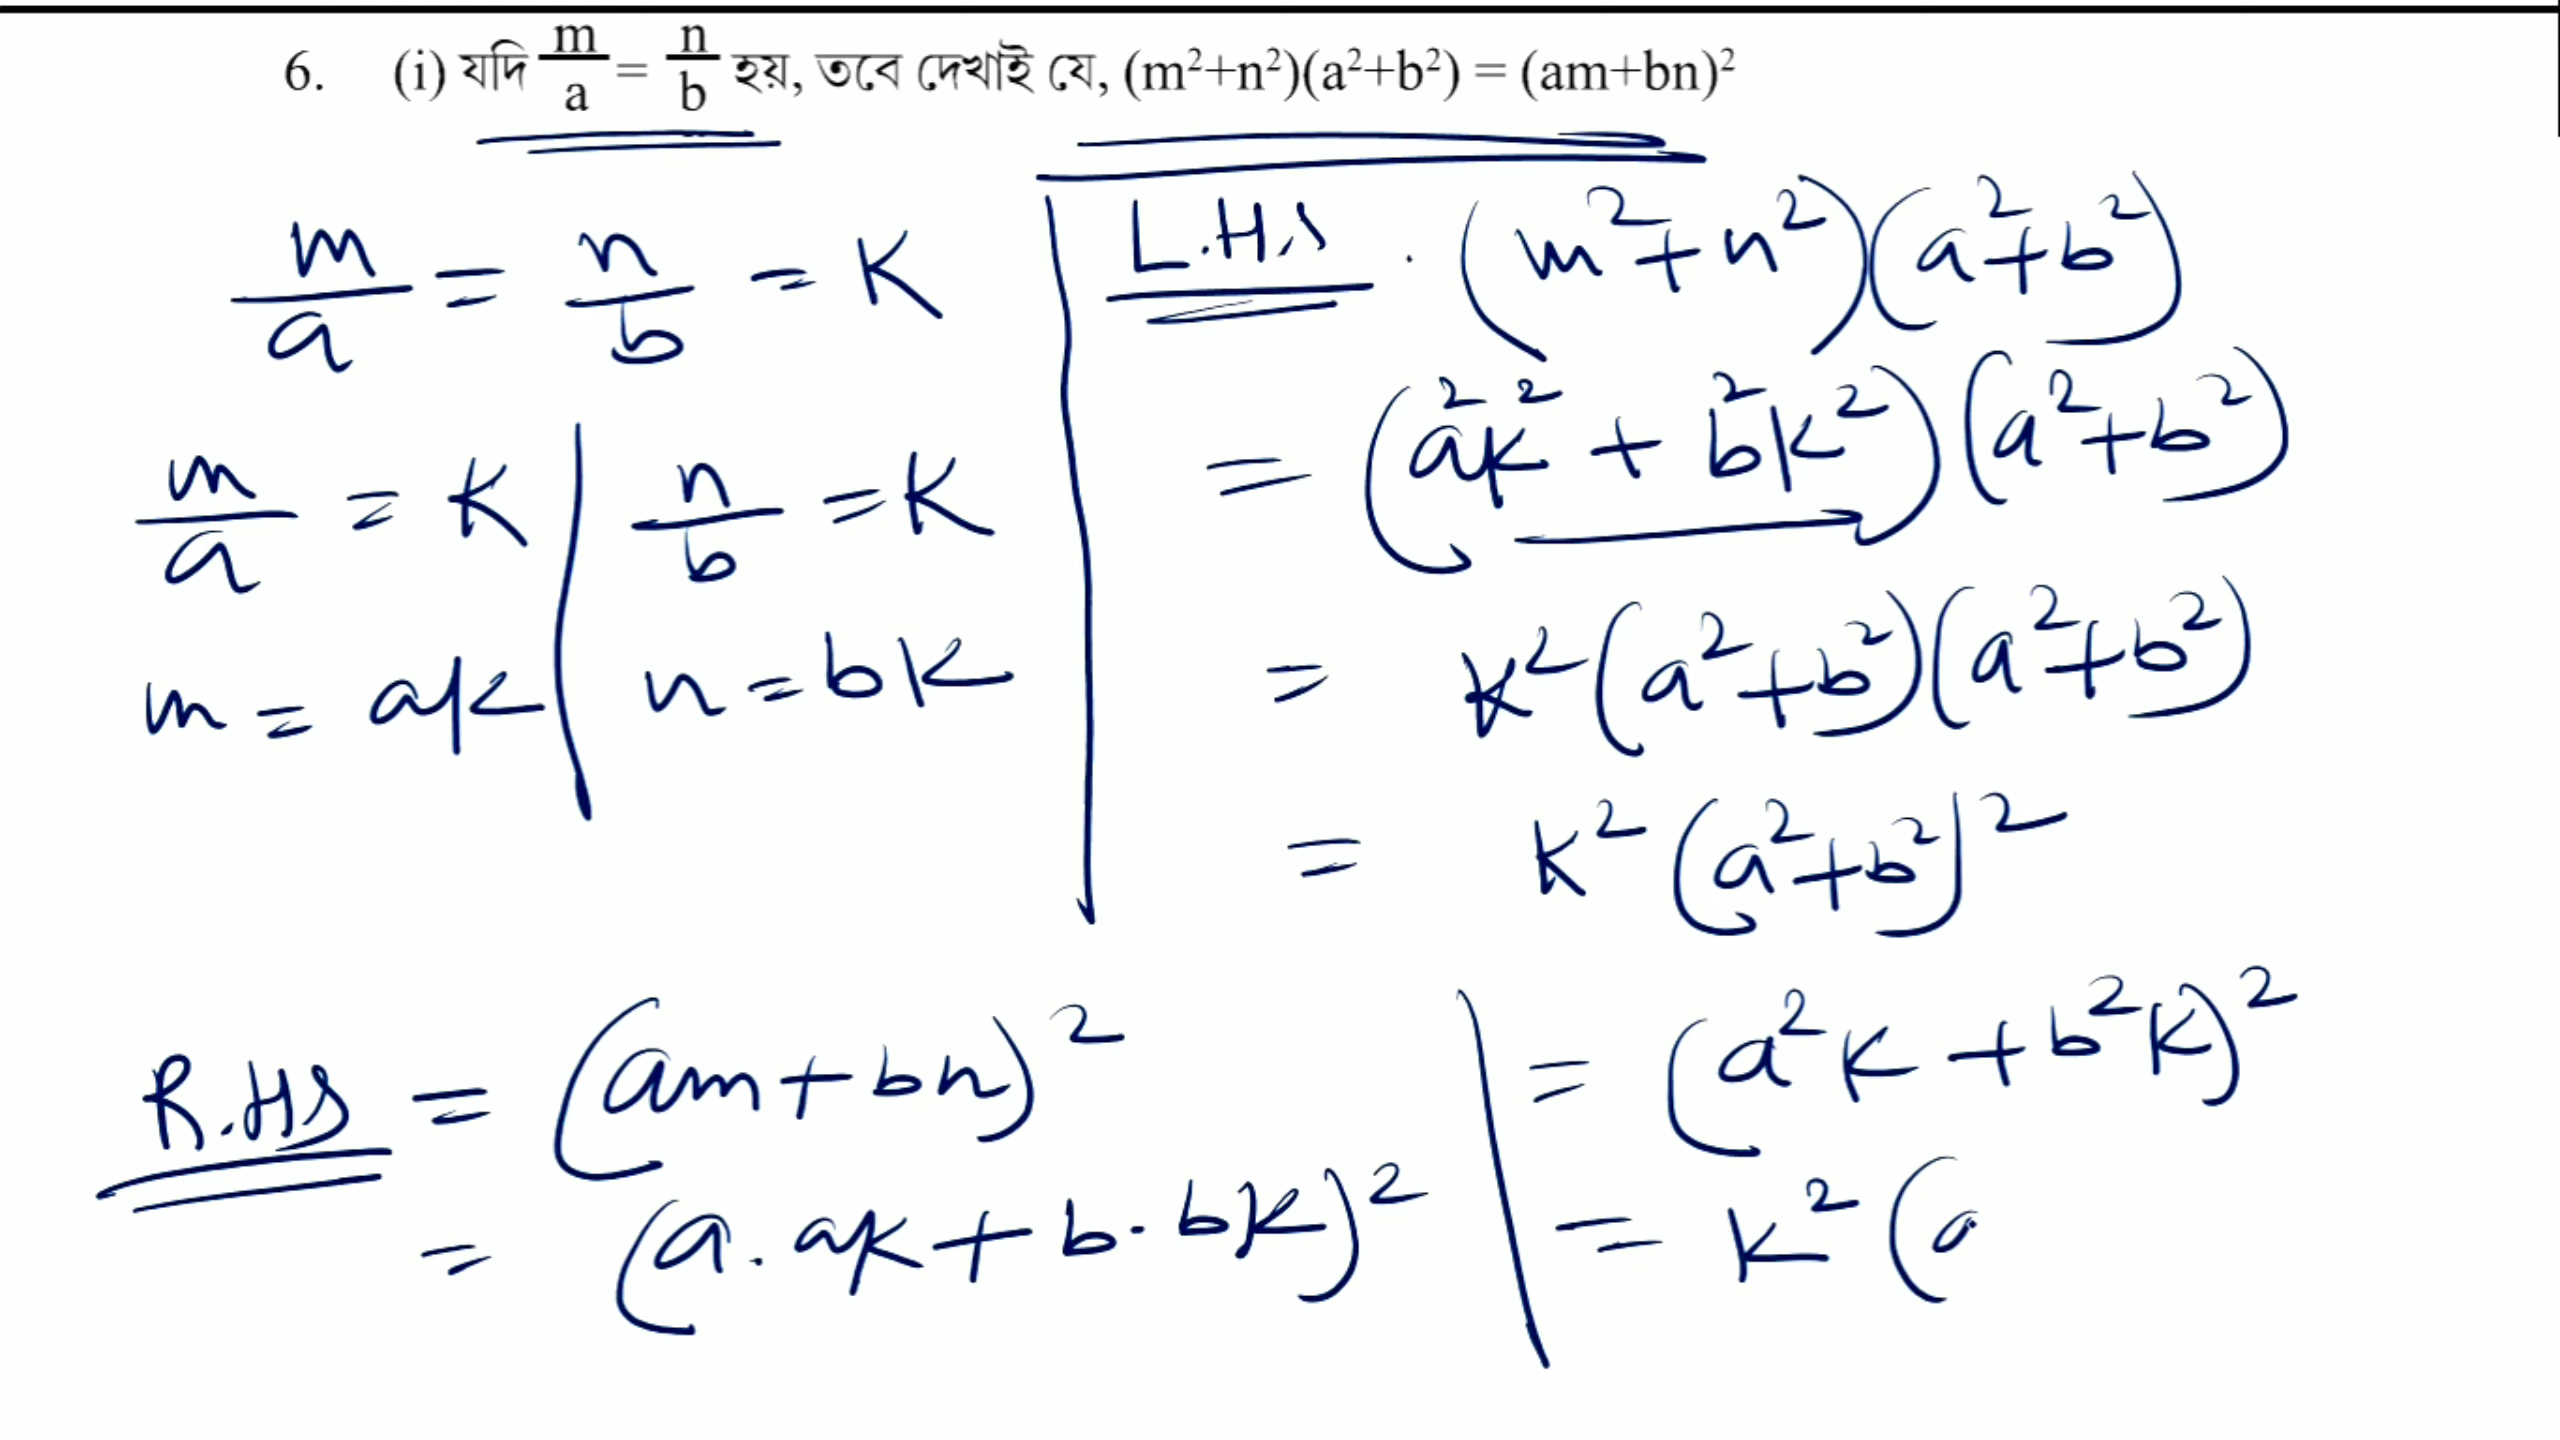 6. (i) যদি m/a = n/b হয়, তবে দেখাই যে, (m²+n²)(a²+b²) = (am+bn)²
m/a = n/b = K
m/a = K | n/b = K
m = ak | n = bk
L.H.S. (m²+n²)(a²+b²)
= (a²k² + b²k²)(a²+b²)
= k²(a²+b²)(a²+b²)
= k²(a²+b²)²
R.HS = (am+bn)²
= (a.ak+b.bk)²
= (a²k+b²k)²
= k²(a